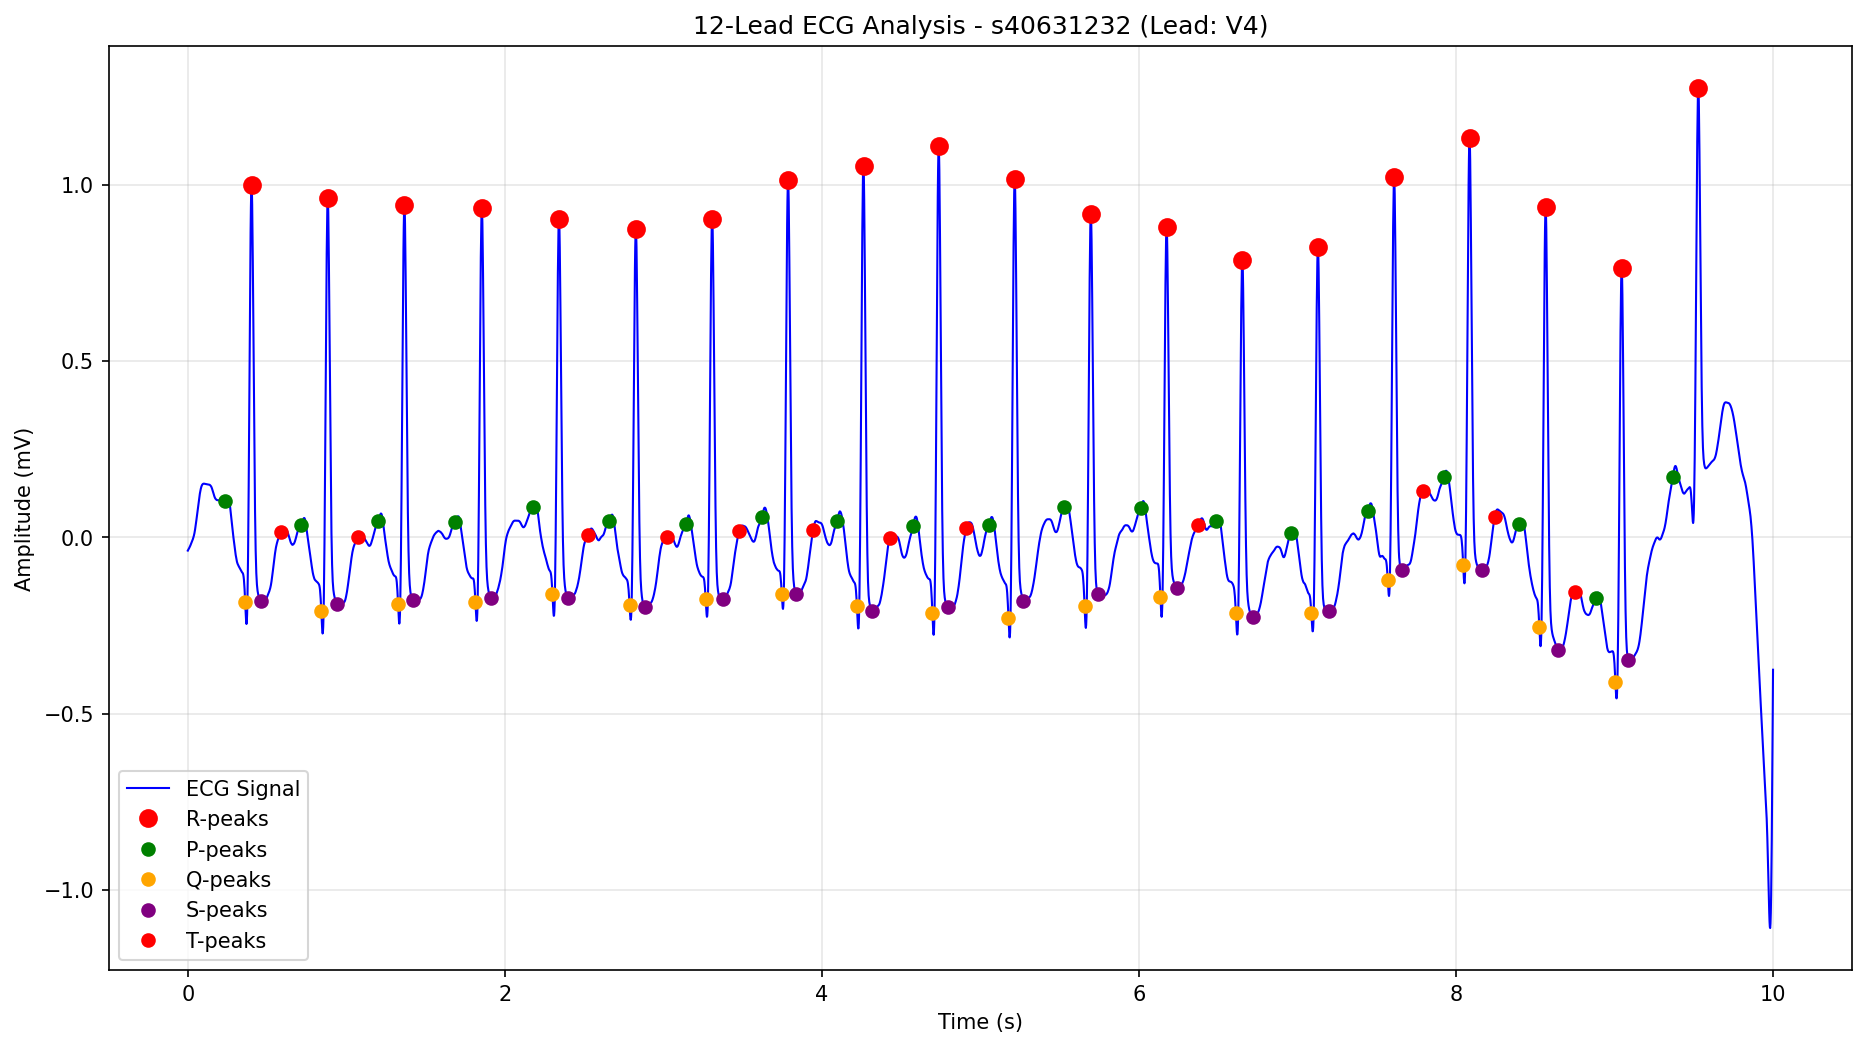 12-Lead ECG Analysis - s40631232 (Lead: V4)
Amplitude (mV)
1.0
0.5
0.0
−0.5
−1.0
ECG Signal
R-peaks
P-peaks
Q-peaks
S-peaks
T-peaks
0 2 4 6 8 10
Time (s)